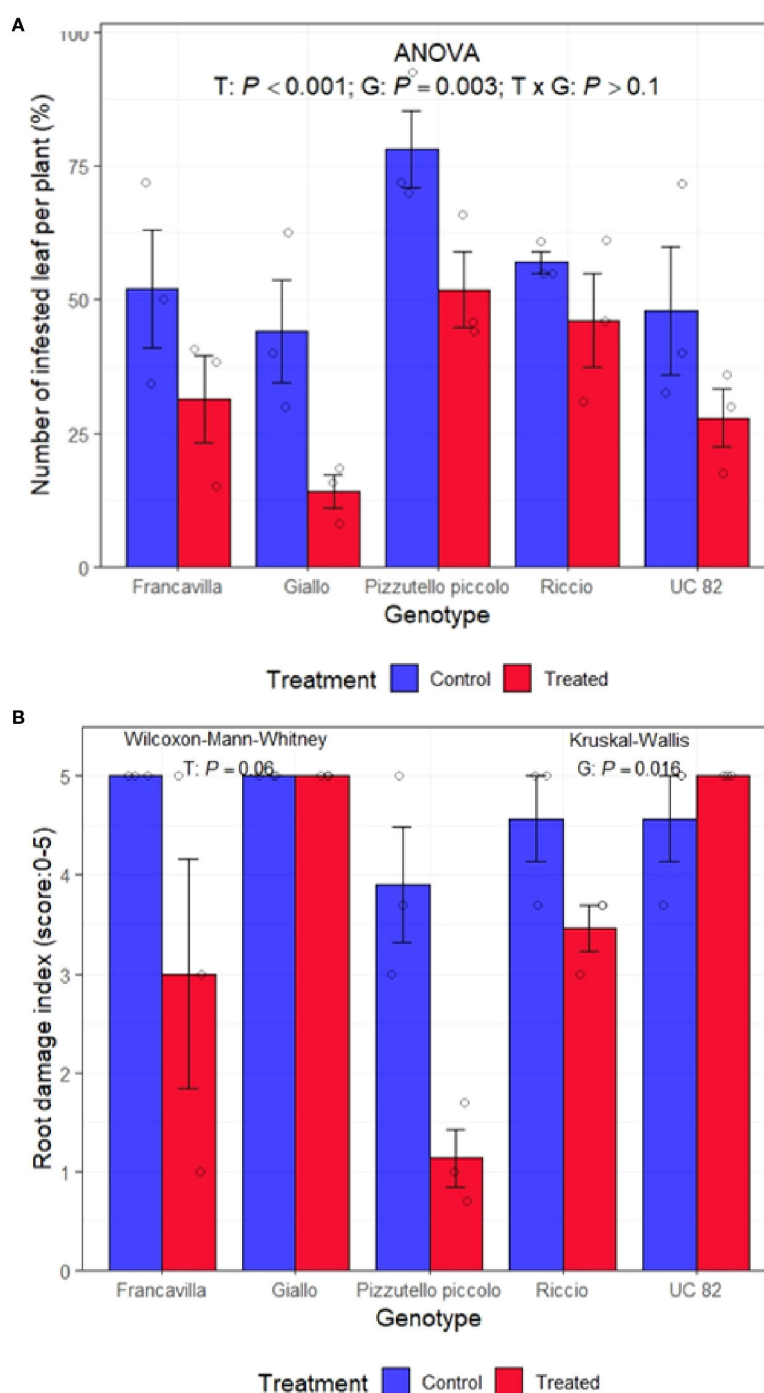 A
100
ANOVA
T: P < 0.001; G: P = 0.003; T x G: P > 0.1
75
50
25
0
Number of infested leaf per plant (%)
Francavilla Giallo Pizzutello piccolo Riccio UC 82
Genotype
Treatment Control Treated
B
Wilcoxon-Mann-Whitney Kruskal-Wallis
T: P = 0.06 G: P = 0.016
5
4
3
2
1
0
Root damage index (score:0-5)
Francavilla Giallo Pizzutello piccolo Riccio UC 82
Genotype
Treatment Control Treated